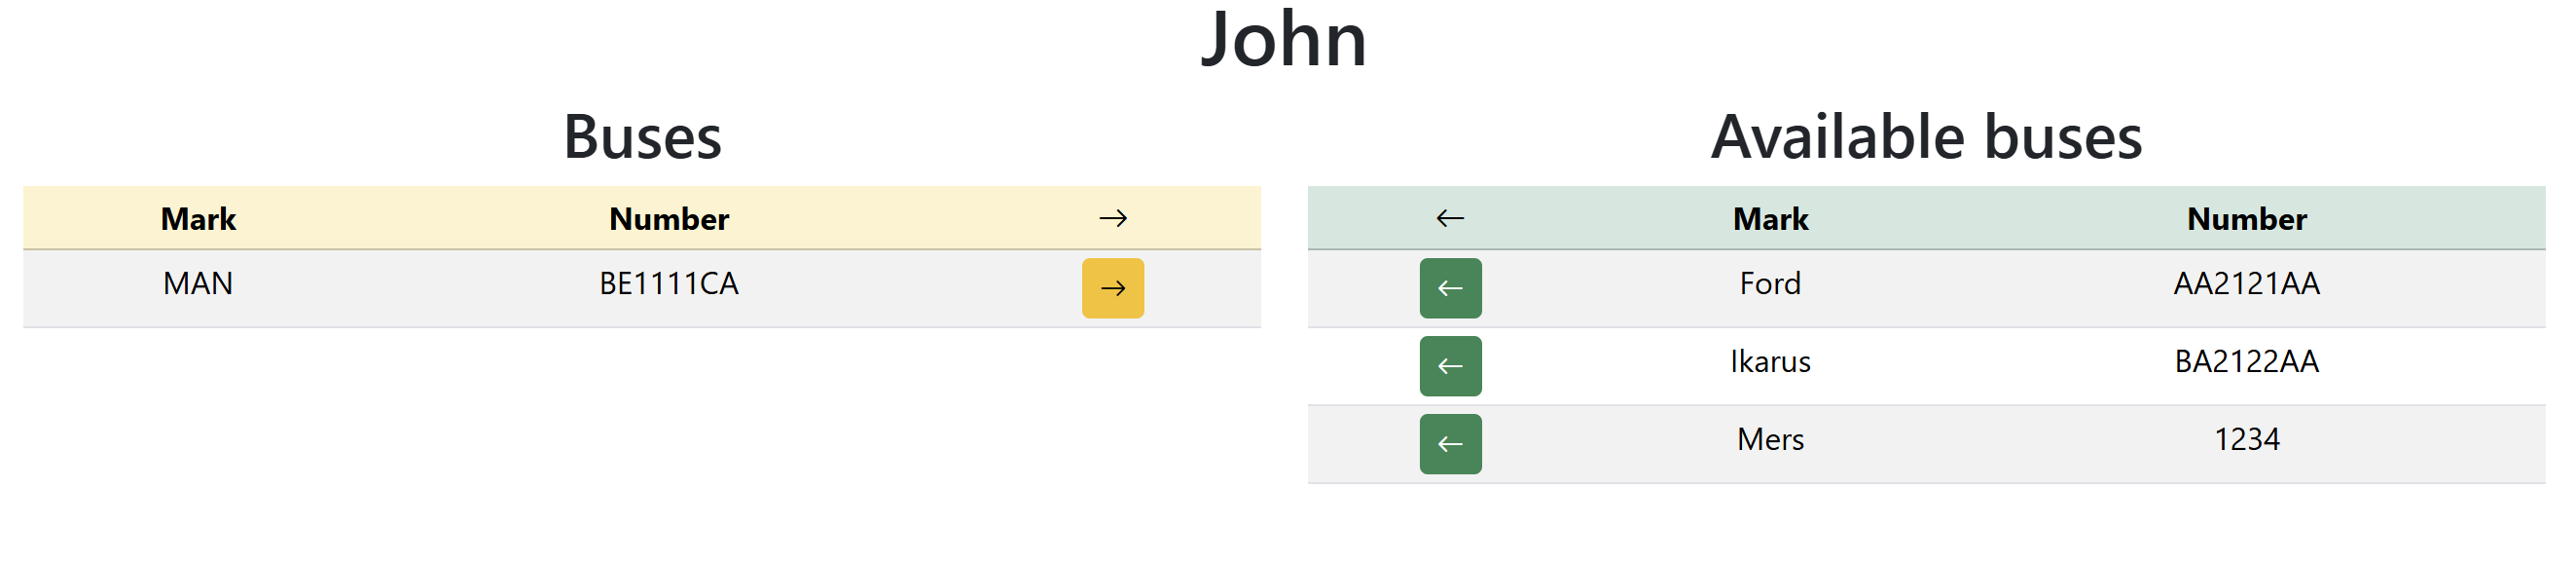 John
Buses
Mark Number →
MAN BE1111CA →
Available buses
← Mark Number
← Ford AA2121AA
← Ikarus BA2122AA
← Mers 1234